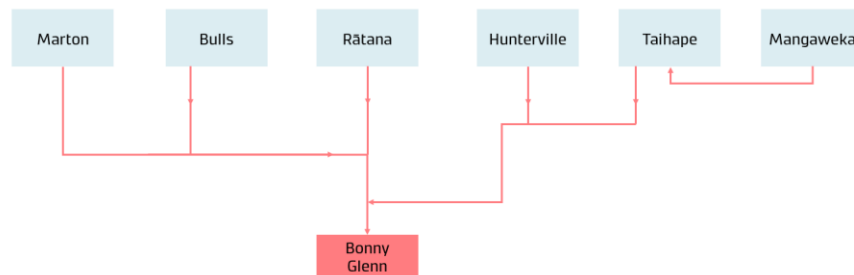 Marton
Bulls
Rātana
Hunterville
Taihape
Mangaweka
Bonny
Glenn